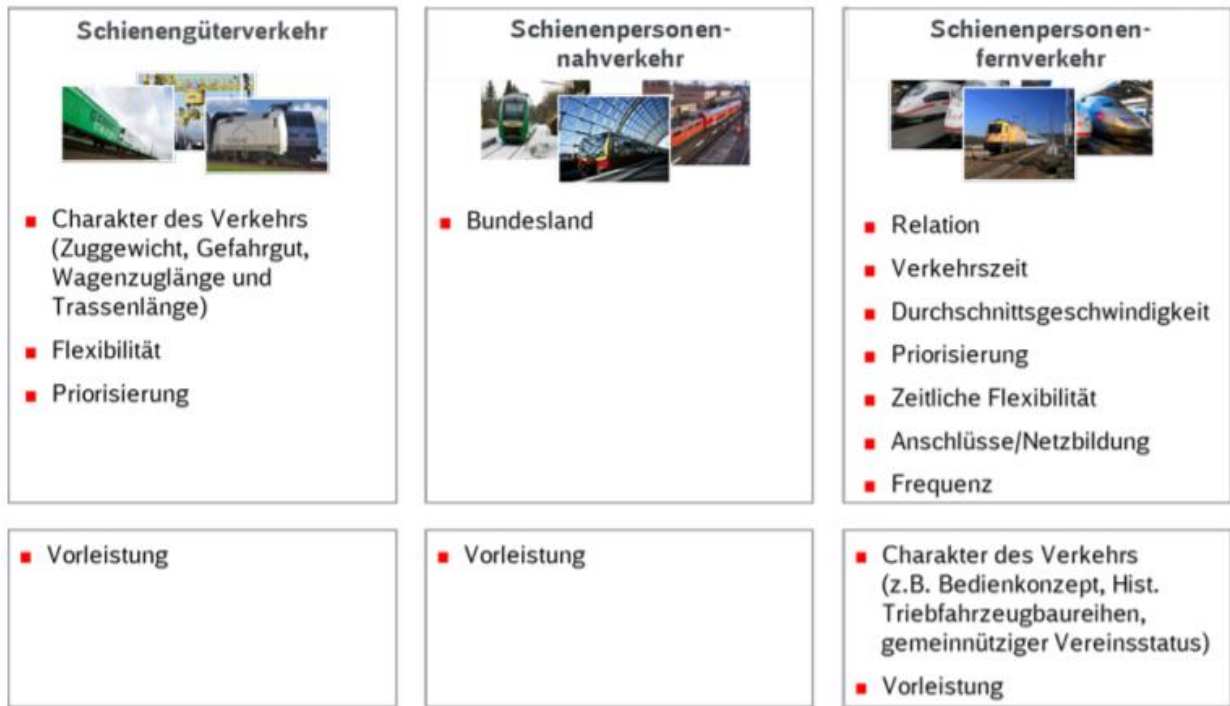 Schienengüterverkehr
Charakter des Verkehrs
(Zuggewicht, Gefahrgut,
Wagenzuglänge und
Trassenlänge)
Flexibilität
Priorisierung
Vorleistung
Schienenpersonen-
nahverkehr
Bundesland
Vorleistung
Schienenpersonen-
fernverkehr
Relation
Verkehrszeit
Durchschnittsgeschwindigkeit
Priorisierung
Zeitliche Flexibilität
Anschlüsse/Netzbildung
Frequenz
Charakter des Verkehrs
(z.B. Bedienkonzept, Hist.
Triebfahrzeugbaureihen,
gemeinnütziger Vereinsstatus)
Vorleistung